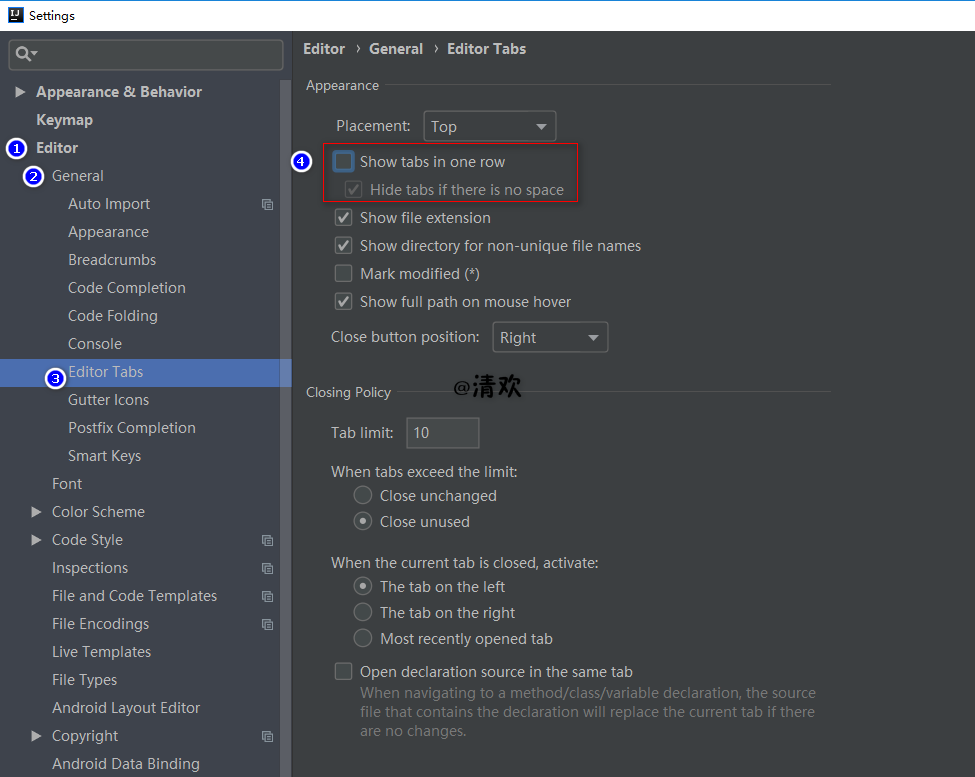 Settings
Editor › General › Editor Tabs
Appearance & Behavior
Keymap
1 Editor
2 General
Auto Import
Appearance
Breadcrumbs
Code Completion
Code Folding
Console
3 Editor Tabs
Gutter Icons
Postfix Completion
Smart Keys
Font
Color Scheme
Code Style
Inspections
File and Code Templates
File Encodings
Live Templates
File Types
Android Layout Editor
Copyright
Android Data Binding
Appearance
Placement: Top
4 Show tabs in one row
Hide tabs if there is no space
Show file extension
Show directory for non-unique file names
Mark modified (*)
Show full path on mouse hover
Close button position: Right
@清欢
Closing Policy
Tab limit: 10
When tabs exceed the limit:
Close unchanged
Close unused
When the current tab is closed, activate:
The tab on the left
The tab on the right
Most recently opened tab
Open declaration source in the same tab
When navigating to a method/class/variable declaration, the source
file that contains the declaration will replace the current tab if there
are no changes.